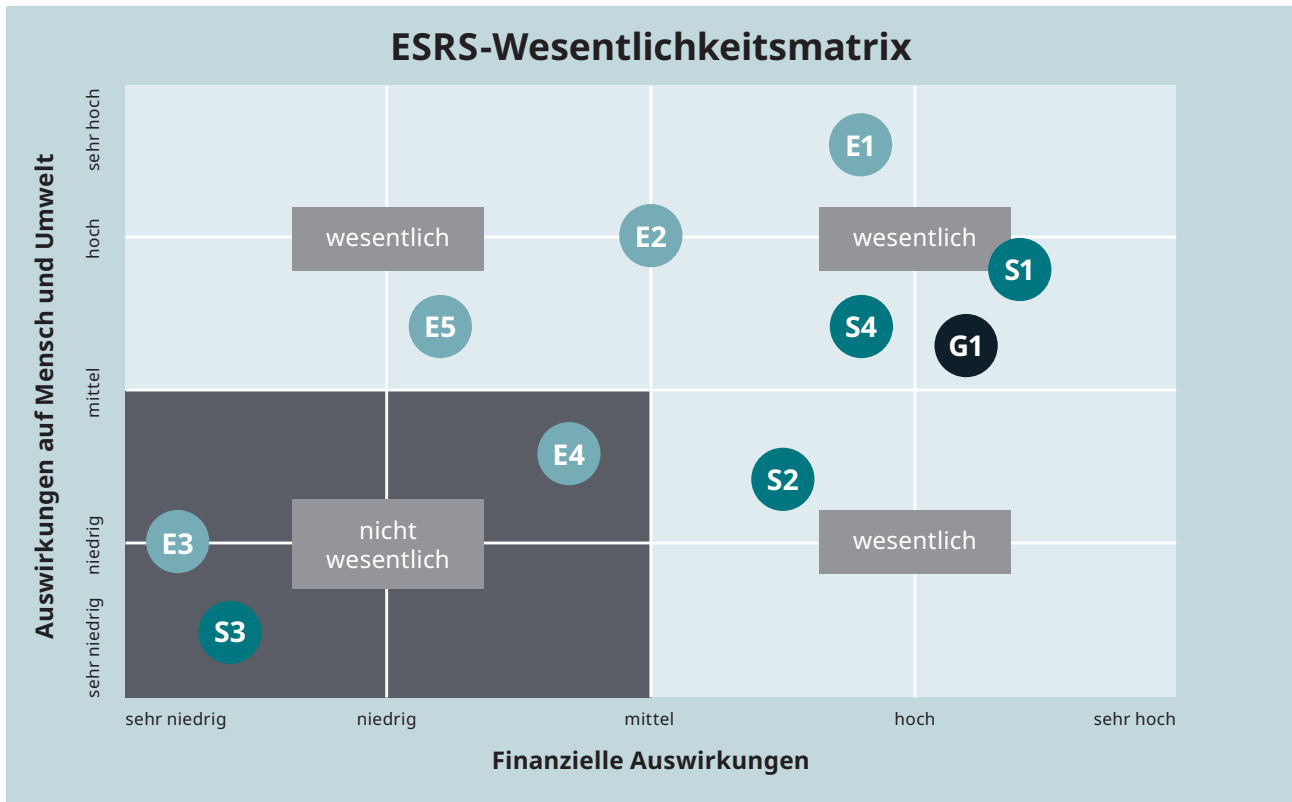 ESRS-Wesentlichkeitsmatrix
Auswirkungen auf Mensch und Umwelt
sehr hoch
hoch
mittel
niedrig
sehr niedrig
E1
wesentlich
E2
wesentlich
S1
E5
S4
G1
E4
S2
E3
nicht
wesentlich
wesentlich
S3
sehr niedrig
niedrig
mittel
hoch
sehr hoch
Finanzielle Auswirkungen